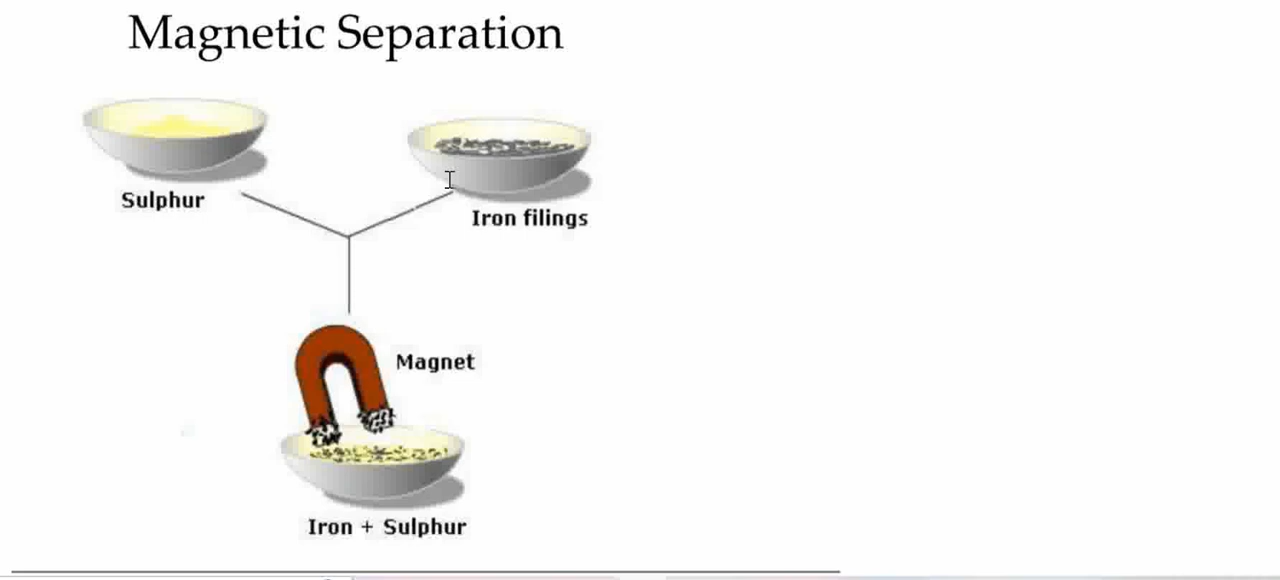 Magnetic Separation
Sulphur
Iron filings
Magnet
Iron + Sulphur